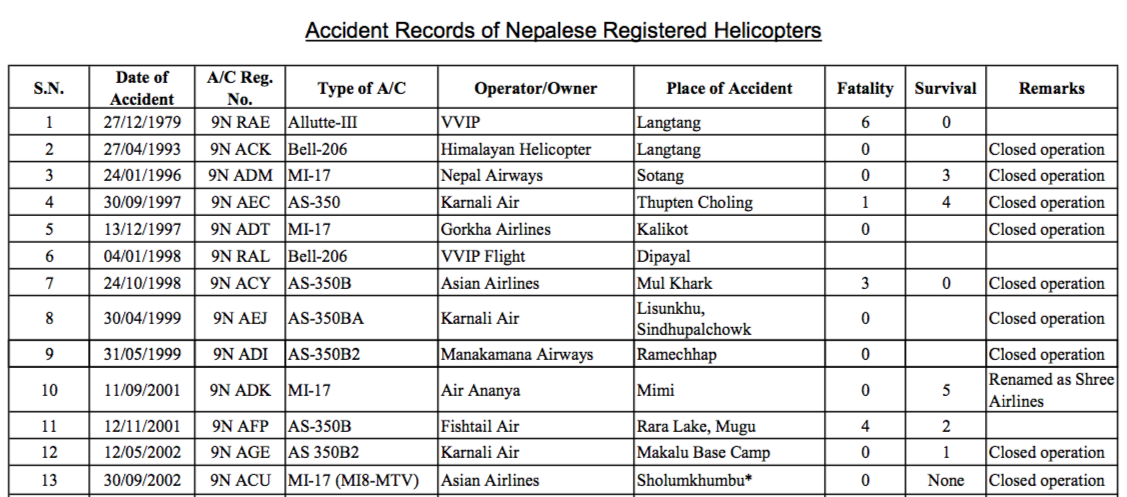 Accident Records of Nepalese Registered Helicopters
S.N. Date of Accident A/C Reg. No. Type of A/C Operator/Owner Place of Accident Fatality Survival Remarks
1 27/12/1979 9N RAE Allutte-III VVIP Langtang 6 0
2 27/04/1993 9N ACK Bell-206 Himalayan Helicopter Langtang 0 Closed operation
3 24/01/1996 9N ADM MI-17 Nepal Airways Sotang 0 3 Closed operation
4 30/09/1997 9N AEC AS-350 Karnali Air Thupten Choling 1 4 Closed operation
5 13/12/1997 9N ADT MI-17 Gorkha Airlines Kalikot 0 Closed operation
6 04/01/1998 9N RAL Bell-206 VVIP Flight Dipayal
7 24/10/1998 9N ACY AS-350B Asian Airlines Mul Khark 3 0 Closed operation
8 30/04/1999 9N AEJ AS-350BA Karnali Air Lisunkhu, Sindhupalchowk 0 Closed operation
9 31/05/1999 9N ADI AS-350B2 Manakamana Airways Ramechhap 0 Closed operation
10 11/09/2001 9N ADK MI-17 Air Ananya Mimi 0 5 Renamed as Shree Airlines
11 12/11/2001 9N AFP AS-350B Fishtail Air Rara Lake, Mugu 4 2
12 12/05/2002 9N AGE AS 350B2 Karnali Air Makalu Base Camp 0 1 Closed operation
13 30/09/2002 9N ACU MI-17 (MI8-MTV) Asian Airlines Sholumkhumbu* 0 None Closed operation